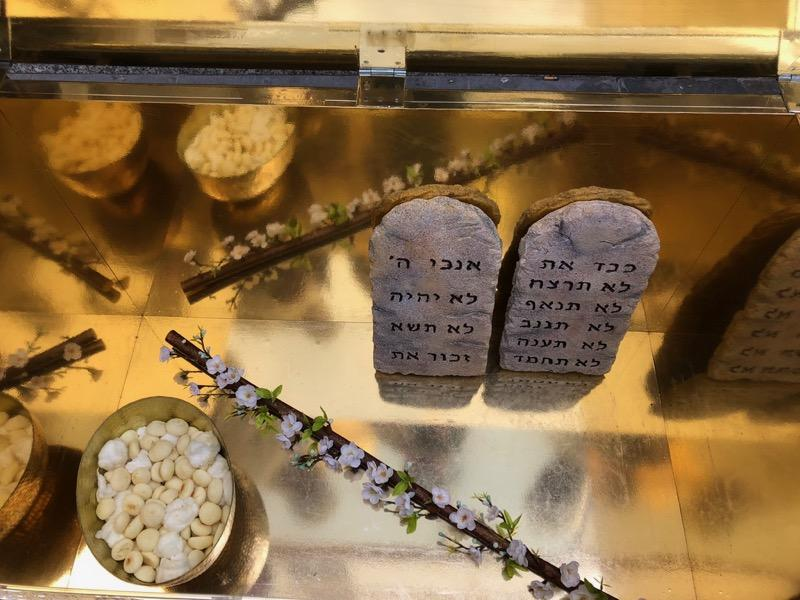 אנכי ה'
לא יהיה
לא תשא
זכור את
כבד את
לא תרצח
לא תנאף
לא תגנב
לא תענה
לא תחמד